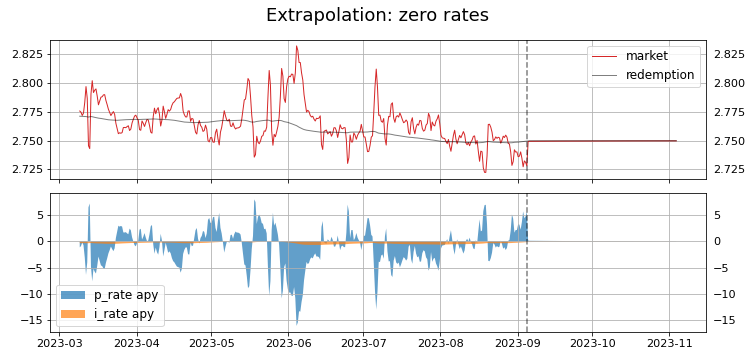 Extrapolation: zero rates
2.825 2.825
market
redemption
2.800 2.800
2.775 2.775
2.750 2.750
2.725 2.725
5 5
0 0
−5 −5
−10 −10
−15 −15
p_rate apy
i_rate apy
2023-03 2023-04 2023-05 2023-06 2023-07 2023-08 2023-09 2023-10 2023-11